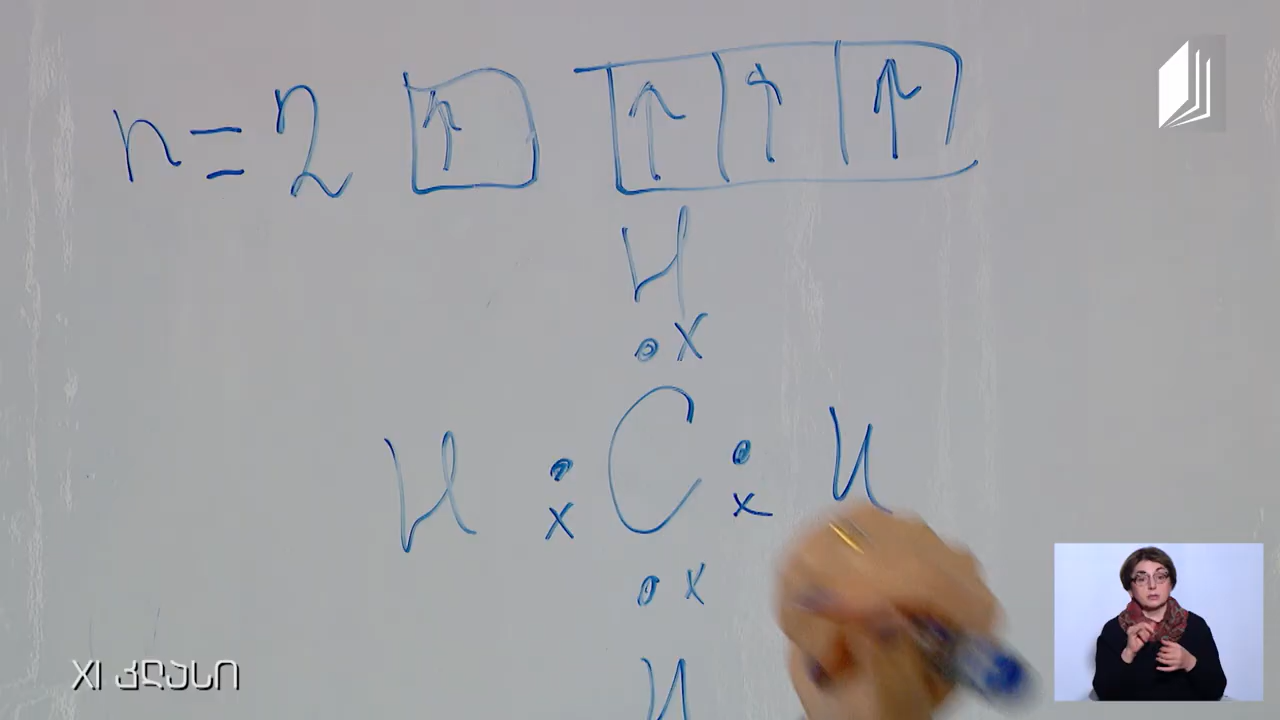 n = 2 ↑ ↑ ↑ ↑
H
• x
H • x C • x H
• x
H
XI კლასი